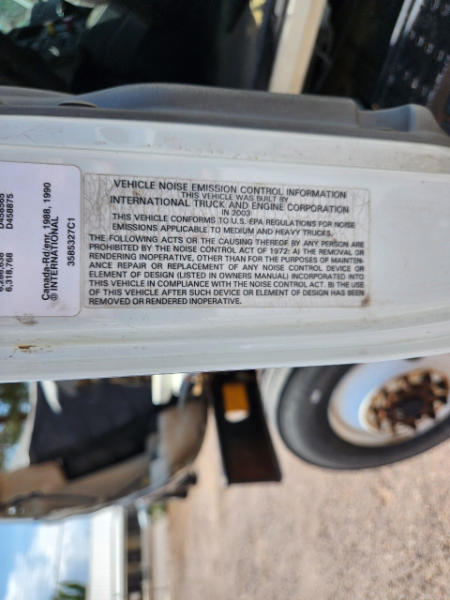 VEHICLE NOISE EMISSION CONTROL INFORMATION
THIS VEHICLE WAS BUILT BY
INTERNATIONAL TRUCK AND ENGINE CORPORATION
IN 2003
THIS VEHICLE CONFORMS TO U.S. EPA REGULATIONS FOR NOISE
EMISSIONS APPLICABLE TO MEDIUM AND HEAVY TRUCKS.
THE FOLLOWING ACTS OR THE CAUSING THEREOF BY ANY PERSON ARE
PROHIBITED BY THE NOISE CONTROL ACT OF 1972: A) THE REMOVAL OR
RENDERING INOPERATIVE, OTHER THAN FOR THE PURPOSES OF MAINTEN-
ANCE REPAIR OR REPLACEMENT OF ANY NOISE CONTROL DEVICE OR
ELEMENT OF DESIGN (LISTED IN OWNERS MANUAL) INCORPORATED INTO
THIS VEHICLE IN COMPLIANCE WITH THE NOISE CONTROL ACT. B) THE USE
OF THIS VEHICLE AFTER SUCH DEVICE OR ELEMENT OF DESIGN HAS BEEN
REMOVED OR RENDERED INOPERATIVE.
6,318,768
D458875
Canada-Rd/Enr. 1988, 1990
© INTERNATIONAL
3585327C1